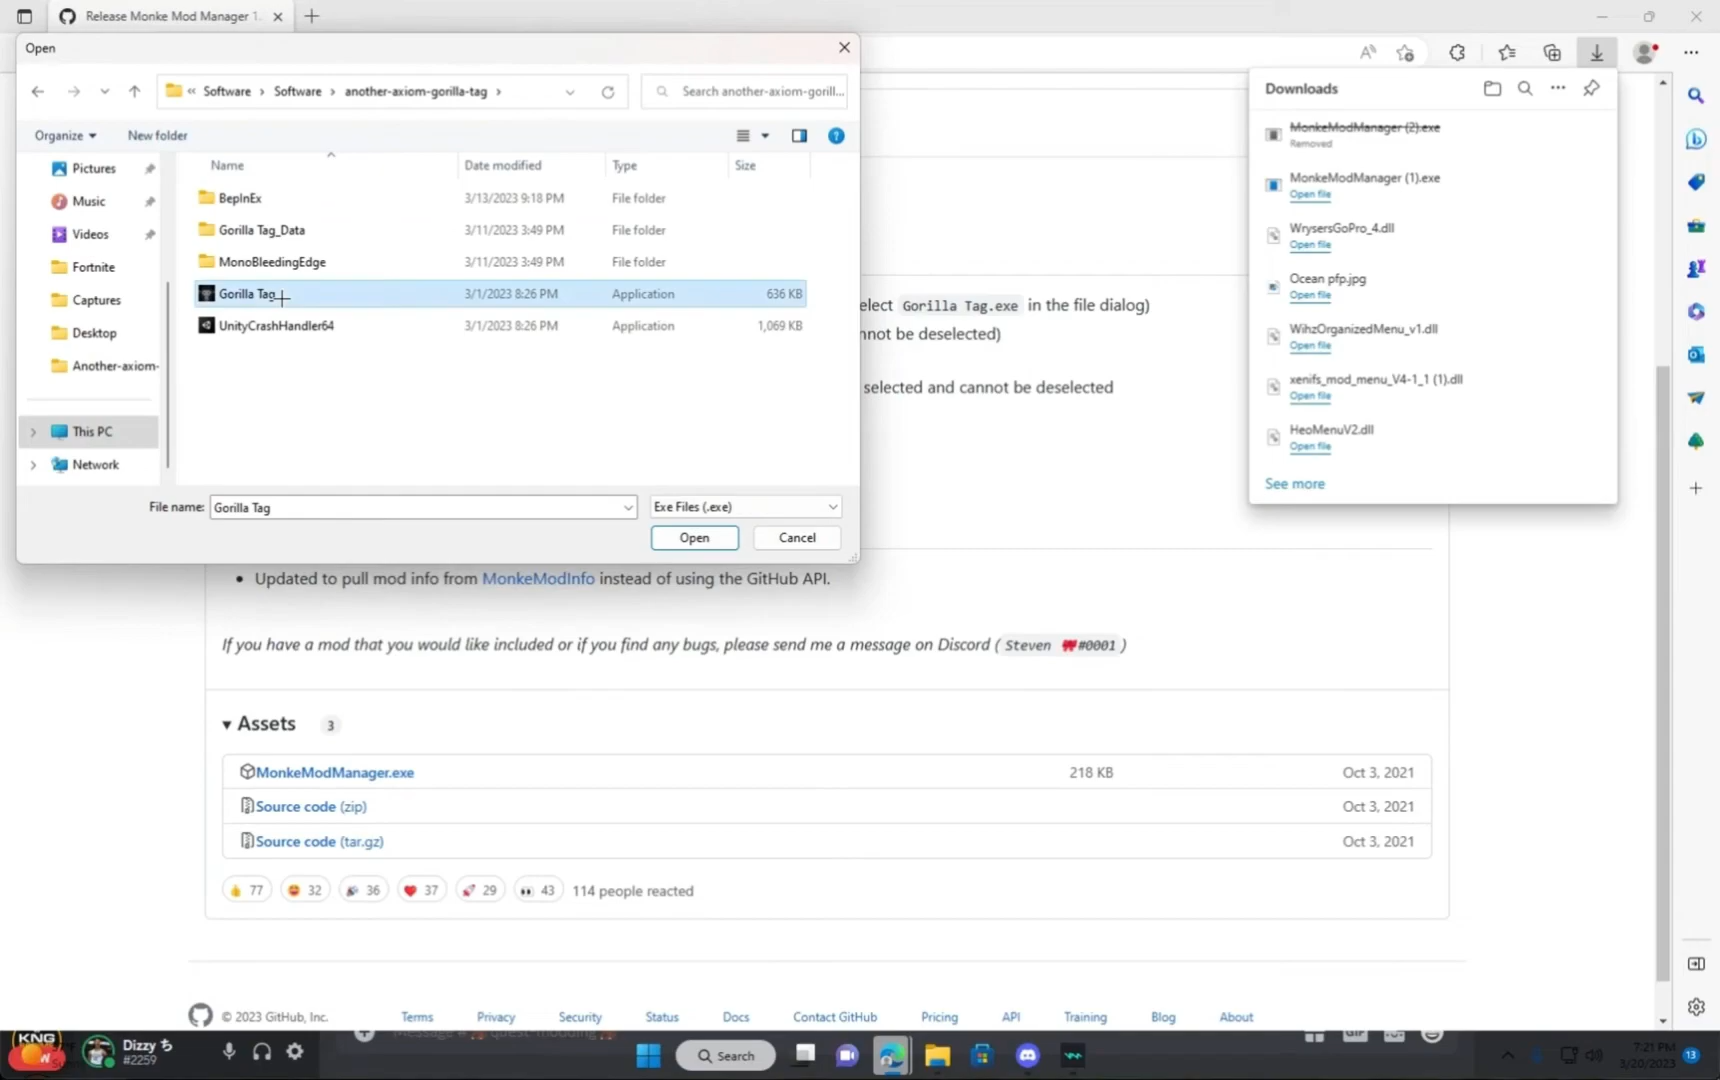 Release Monke Mod Manager 1.
Open
« Software › Software › another-axiom-gorilla-tag ›
Search another-axiom-gorill...
Organize
New folder
Name
Date modified
Type
Size
Pictures
Music
Videos
Fortnite
Captures
Desktop
Another-axiom-
This PC
Network
BepInEx 3/13/2023 9:18 PM File folder
Gorilla Tag_Data 3/11/2023 3:49 PM File folder
MonoBleedingEdge 3/11/2023 3:49 PM File folder
Gorilla Tag 3/1/2023 8:26 PM Application 636 KB
UnityCrashHandler64 3/1/2023 8:26 PM Application 1,069 KB
File name: Gorilla Tag
Exe Files (.exe)
Open
Cancel
Downloads
MonkeModManager (2).exe
Removed
MonkeModManager (1).exe
Open file
WrysersGoPro_4.dll
Open file
Ocean pfp.jpg
Open file
WihzOrganizedMenu_v1.dll
Open file
xenifs_mod_menu_V4-1_1 (1).dll
Open file
HeoMenuV2.dll
Open file
See more
elect Gorilla Tag.exe in the file dialog)
nnot be deselected)
selected and cannot be deselected
• Updated to pull mod info from MonkeModInfo instead of using the GitHub API.
If you have a mod that you would like included or if you find any bugs, please send me a message on Discord ( Steven #0001 )
Assets 3
MonkeModManager.exe 218 KB Oct 3, 2021
Source code (zip) Oct 3, 2021
Source code (tar.gz) Oct 3, 2021
77 32 36 37 29 43 114 people reacted
© 2023 GitHub, Inc. Terms Privacy Security Status Docs Contact GitHub Pricing API Training Blog About
KNG
Dizzy ち
#2259
Search
GIF
7:21 PM
3/20/2023
13